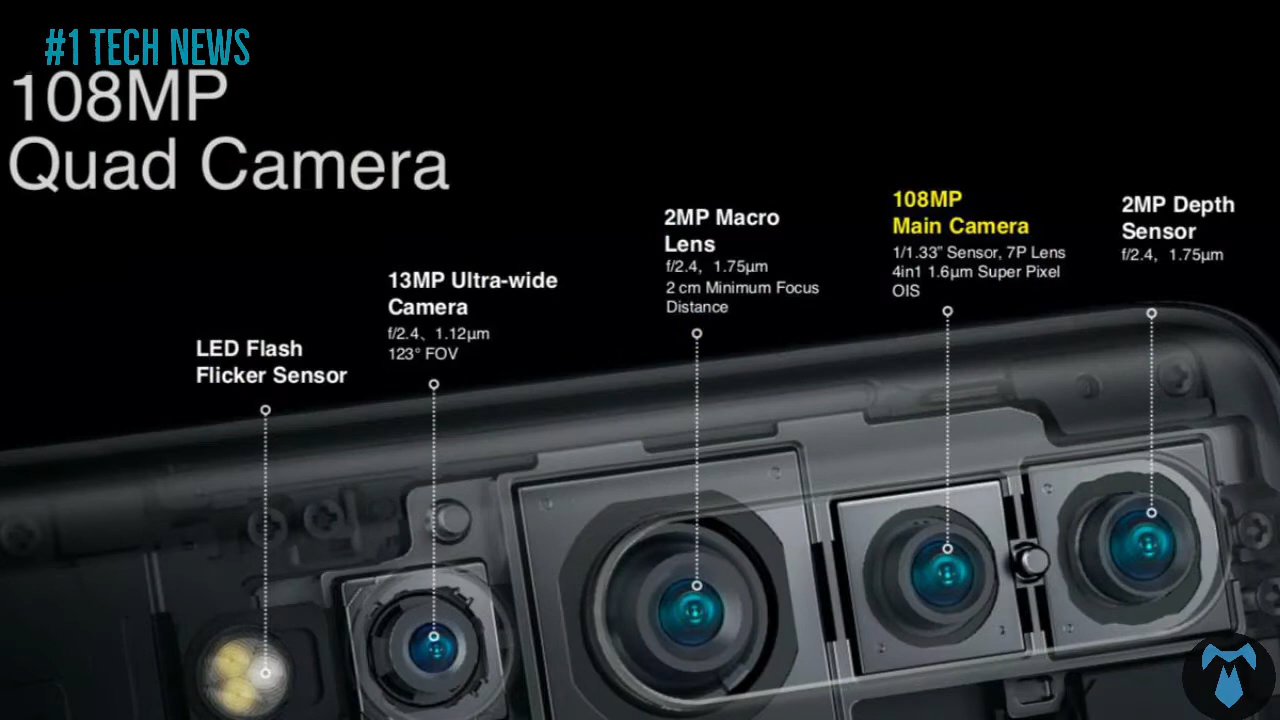 #1 TECH NEWS
108MP
Quad Camera
LED Flash
Flicker Sensor
13MP Ultra-wide
Camera
f/2.4、1.12μm
123° FOV
2MP Macro
Lens
f/2.4，1.75μm
2 cm Minimum Focus
Distance
108MP
Main Camera
1/1.33” Sensor, 7P Lens
4in1 1.6μm Super Pixel
OIS
2MP Depth
Sensor
f/2.4，1.75μm